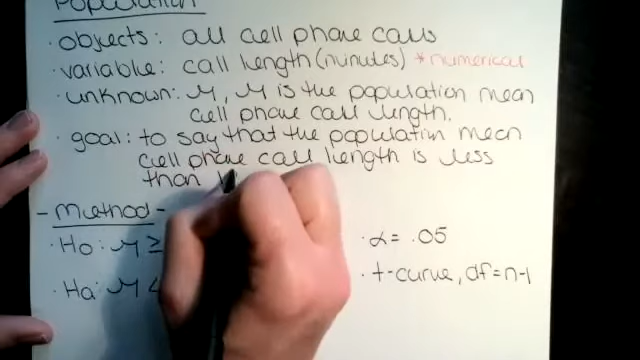 Population
· objects: all cell phone calls
· variable: call length (minutes) *numerical
· unknown: μ, μ is the population mean
cell phone call length.
· goal: to say that the population mean
cell phone call length is less
than
- Method -
· Ho: μ ≥
· α = .05
· Ha: μ <
· t-curve, df = n-1